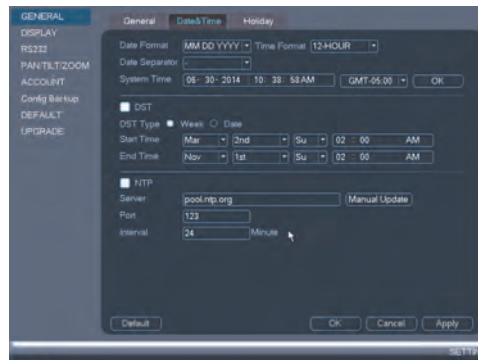 GENERAL
DISPLAY
RS232
PAN/TILT/ZOOM
ACCOUNT
Config Backup
DEFAULT
UPGRADE
General Date&Time Holiday
Date Format MM DD YYYY Time Format 12-HOUR
Date Separator -
System Time 06- 30- 2014 10: 38: 58 AM GMT-05:00 OK
DST
DST Type Week Date
Start Time Mar 2nd Su 02 : 00 AM
End Time Nov 1st Su 02 : 00 AM
NTP
Server pool.ntp.org Manual Update
Port 123
Interval 24 Minute
Default OK Cancel Apply